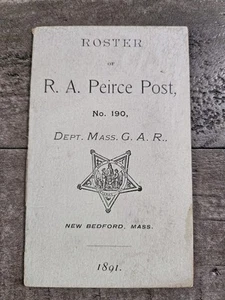 ROSTER
OF
R. A. Peirce Post,
No. 190,
DEPT. MASS. G. A. R.,
NEW BEDFORD, MASS.
1891.